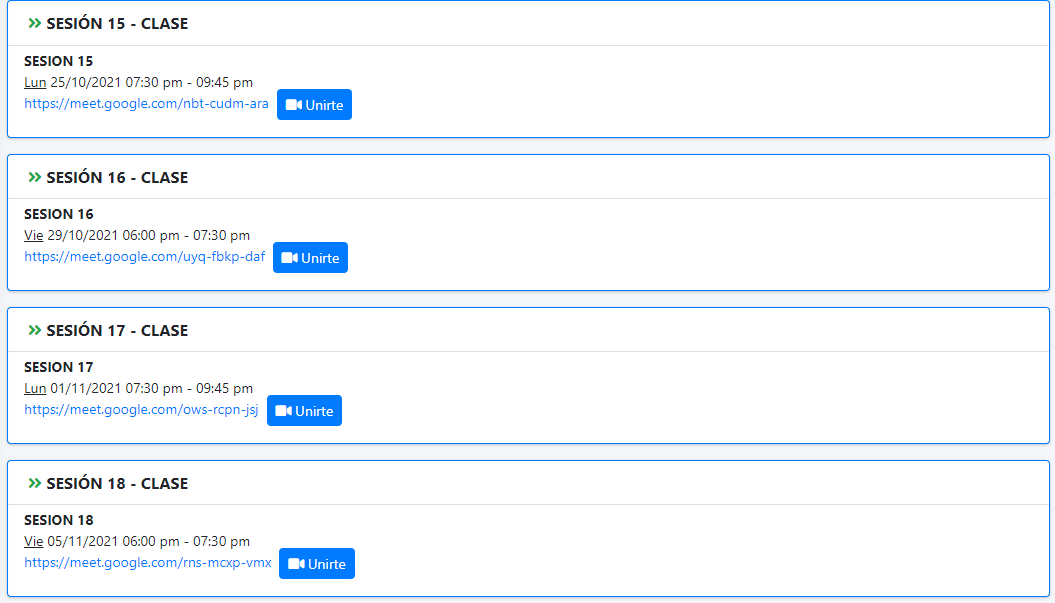 SESIÓN 15 - CLASE
SESION 15
Lun 25/10/2021 07:30 pm - 09:45 pm
https://meet.google.com/nbt-cudm-ara Unirte
SESIÓN 16 - CLASE
SESION 16
Vie 29/10/2021 06:00 pm - 07:30 pm
https://meet.google.com/uyq-fbkp-daf Unirte
SESIÓN 17 - CLASE
SESION 17
Lun 01/11/2021 07:30 pm - 09:45 pm
https://meet.google.com/ows-rcpn-jsj Unirte
SESIÓN 18 - CLASE
SESION 18
Vie 05/11/2021 06:00 pm - 07:30 pm
https://meet.google.com/rns-mcxp-vmx Unirte